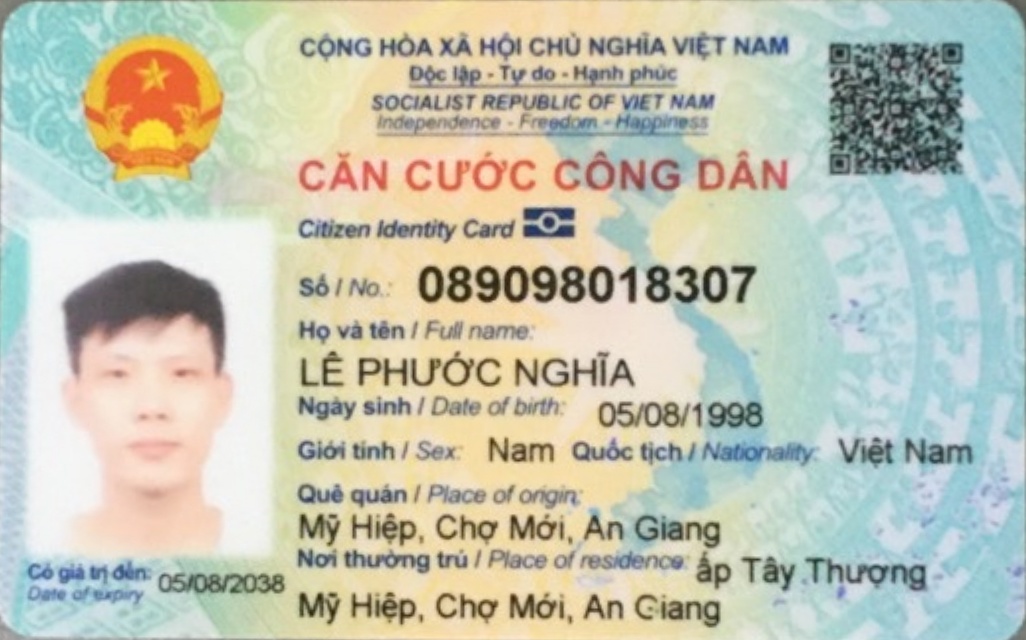 CỘNG HÒA XÃ HỘI CHỦ NGHĨA VIỆT NAM
Độc lập - Tự do - Hạnh phúc
SOCIALIST REPUBLIC OF VIET NAM
Independence - Freedom - Happiness
CĂN CƯỚC CÔNG DÂN
Citizen Identity Card
Số / No.: 089098018307
Họ và tên / Full name:
LÊ PHƯỚC NGHĨA
Ngày sinh / Date of birth: 05/08/1998
Giới tính / Sex: Nam Quốc tịch / Nationality: Việt Nam
Quê quán / Place of origin:
Mỹ Hiệp, Chợ Mới, An Giang
Nơi thường trú / Place of residence: ấp Tây Thượng
Mỹ Hiệp, Chợ Mới, An Giang
Có giá trị đến: 05/08/2038
Date of expiry